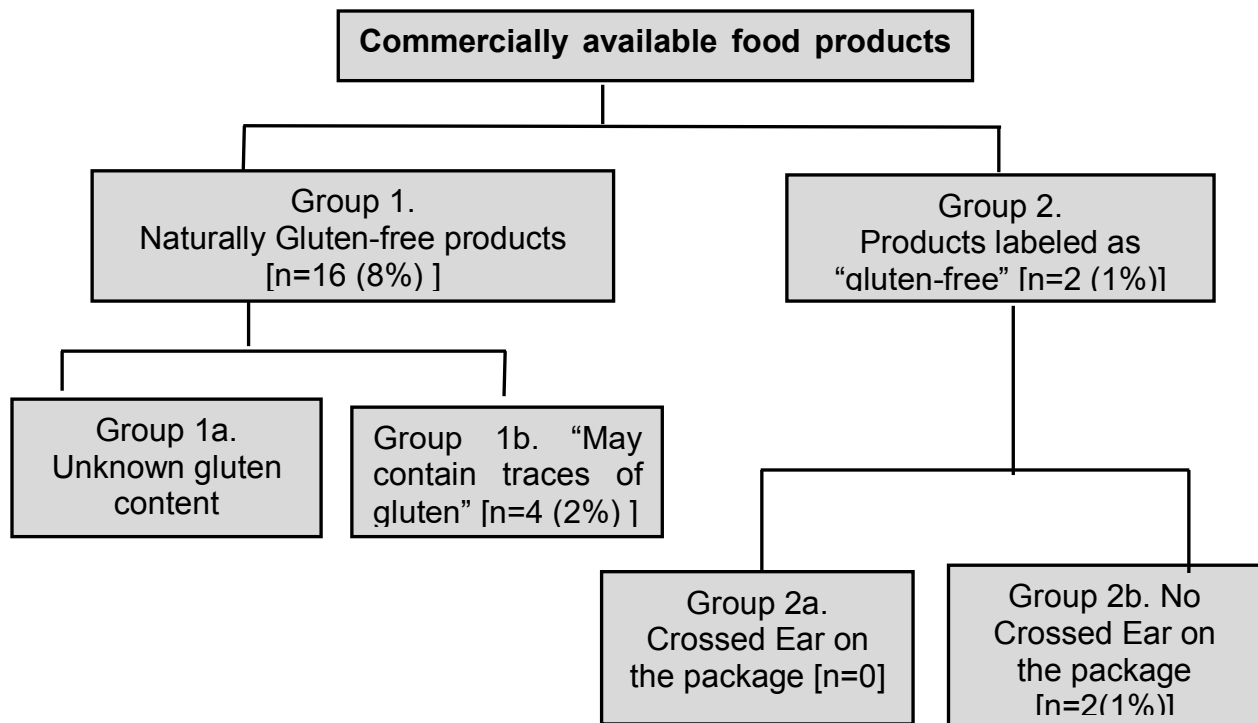 Commercially available food products
Group 1.
Naturally Gluten-free products
[n=16 (8%) ]
Group 2.
Products labeled as
“gluten-free” [n=2 (1%)]
Group 1a.
Unknown gluten
content
Group 1b. “May
contain traces of
gluten” [n=4 (2%) ]
Group 2a.
Crossed Ear on
the package [n=0]
Group 2b. No
Crossed Ear on
the package
[n=2(1%)]